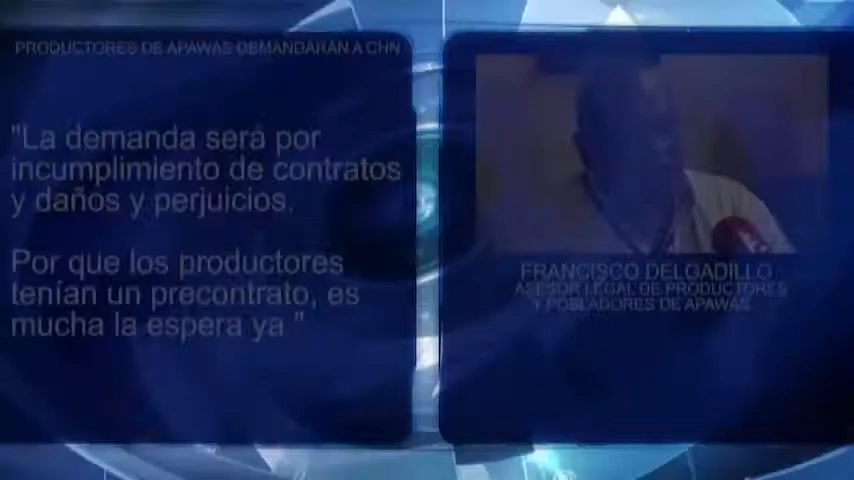 PRODUCTORES DE APAWAS DEMANDARAN A CHN
"La demanda será por
incumplimiento de contratos
y daños y perjuicios.
Por que los productores
tenían un precontrato, es
mucha la espera ya "
FRANCISCO DELGADILLO
ASESOR LEGAL DE PRODUCTORES
Y POBLADORES DE APAWAS